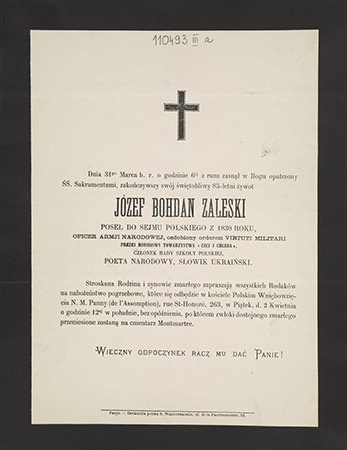 110493 III a
Dnia 31go Marca b. r. o godzinie 6ej z rana zasnął w Bogu opatrzony
ŚŚ. Sakramentami, zakończywszy swój świętobliwy 85-letni żywot
JÓZEF BOHDAN ZALESKI
POSEŁ DO SEJMU POLSKIEGO Z 1830 ROKU,
OFICER ARMJI NARODOWEJ, ozdobiony orderem VIRTUTI MILITARI
PREZES HONOROWY TOWARZYSTWA « CZCI I CHLEBA »,
CZŁONEK RADY SZKOŁY POLSKIEJ,
POETA NARODOWY, SŁOWIK UKRAIŃSKI.
Stroskana Rodzina i synowie zmarłego zapraszają wszystkich Rodaków
na nabożeństwo pogrzebowe, które się odbędzie w kościele Polskim Wniebowzię-
cia N. M. Panny (de l'Assomption), rue St-Honoré, 263, w Piątek, d. 2 Kwietnia
o godzinie 12ej w południe, bez opóźnienia, po którem zwłoki dostojnego zmarłego
przeniesione zostaną na cmentarz Montmartre.
WIECZNY ODPOCZYNEK RACZ MU DAĆ PANIE!
Paryż. — Drukarnia polska